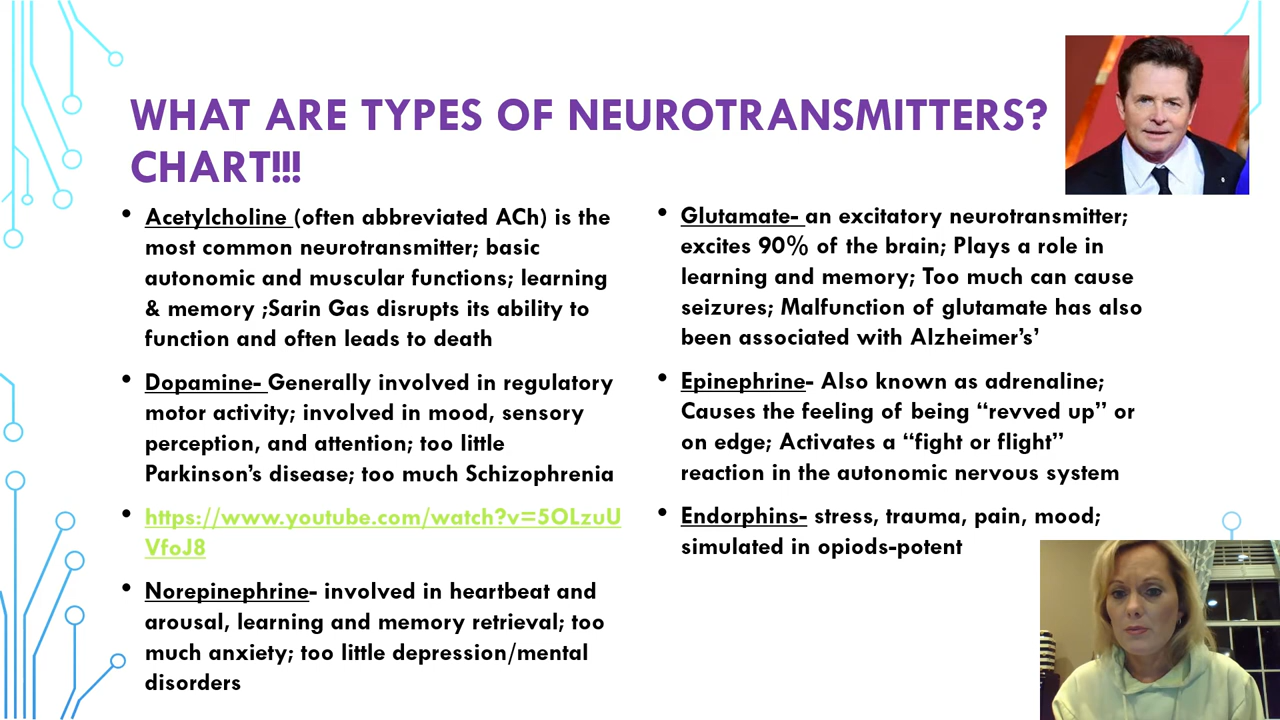 WHAT ARE TYPES OF NEUROTRANSMITTERS?
CHART!!!
• Acetylcholine (often abbreviated ACh) is the
most common neurotransmitter; basic
autonomic and muscular functions; learning
& memory ;Sarin Gas disrupts its ability to
function and often leads to death
• Dopamine- Generally involved in regulatory
motor activity; involved in mood, sensory
perception, and attention; too little
Parkinson’s disease; too much Schizophrenia
• https://www.youtube.com/watch?v=5OLzuU
VfoJ8
• Norepinephrine- involved in heartbeat and
arousal, learning and memory retrieval; too
much anxiety; too little depression/mental
disorders
• Glutamate- an excitatory neurotransmitter;
excites 90% of the brain; Plays a role in
learning and memory; Too much can cause
seizures; Malfunction of glutamate has also
been associated with Alzheimer’s’
• Epinephrine- Also known as adrenaline;
Causes the feeling of being “revved up” or
on edge; Activates a “fight or flight”
reaction in the autonomic nervous system
• Endorphins- stress, trauma, pain, mood;
simulated in opiods-potent